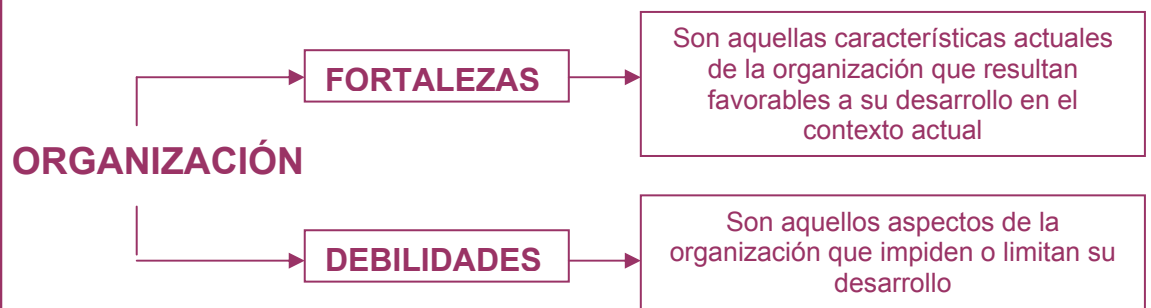 Son aquellas características actuales
de la organización que resultan
favorables a su desarrollo en el
contexto actual
FORTALEZAS
ORGANIZACIÓN
DEBILIDADES
Son aquellos aspectos de la
organización que impiden o limitan su
desarrollo